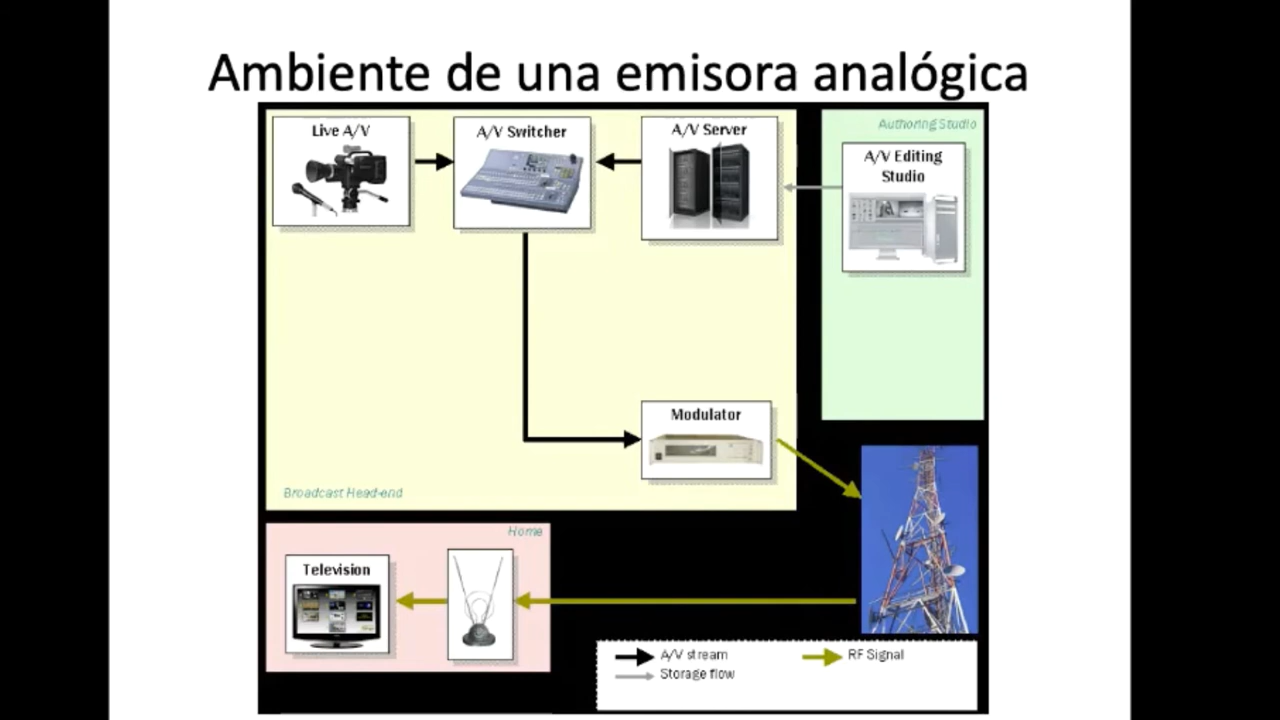 Ambiente de una emisora analógica
Live A/V
A/V Switcher
A/V Server
Authoring Studio
A/V Editing
Studio
Modulator
Broadcast Head-end
Home
Television
A/V stream
RF Signal
Storage flow